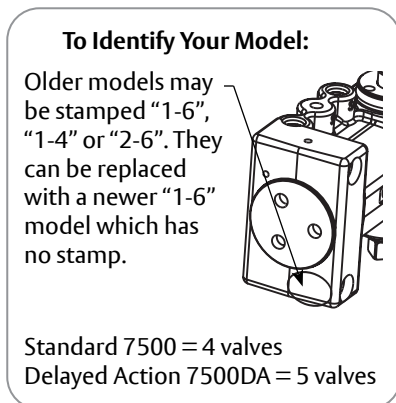 To Identify Your Model:
Older models may
be stamped “1-6”,
“1-4” or “2-6”. They
can be replaced
with a newer “1-6”
model which has
no stamp.
Standard 7500 = 4 valves
Delayed Action 7500DA = 5 valves